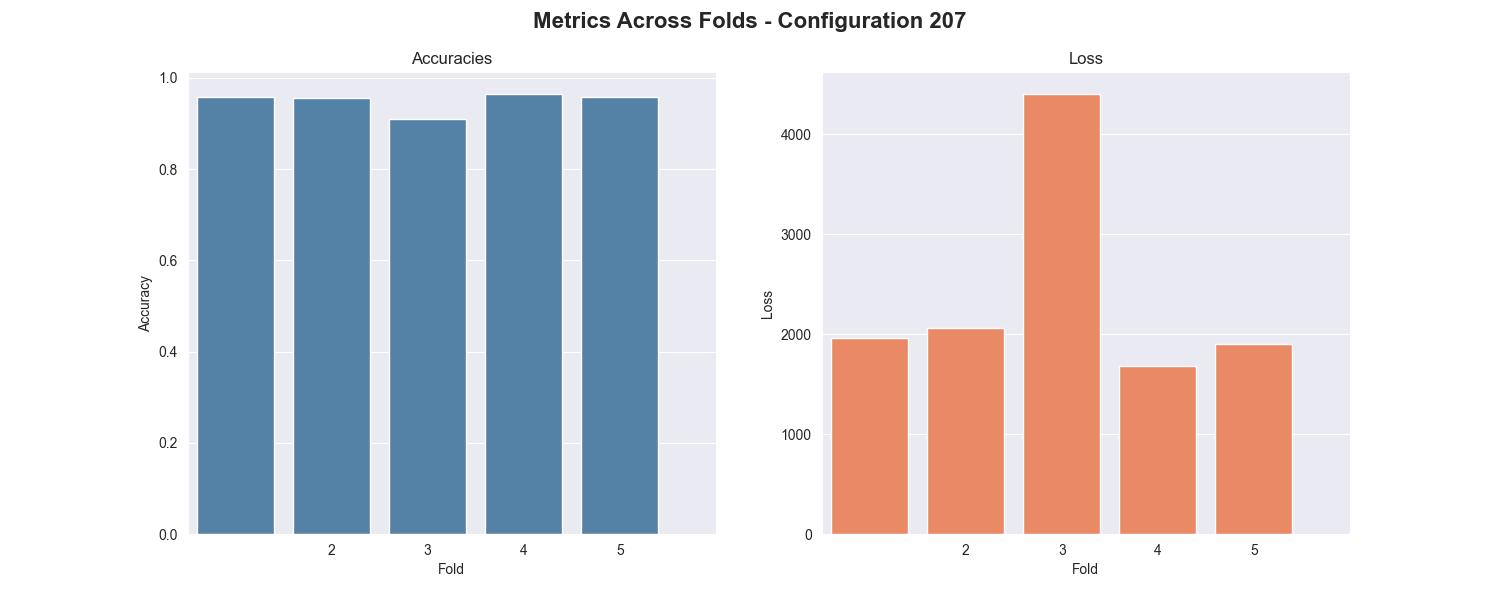 Metrics Across Folds - Configuration 207
Accuracies
1.0
0.8
0.6
0.4
0.2
0.0
Accuracy
2 3 4 5
Fold
Loss
4000
3000
2000
1000
0
Loss
2 3 4 5
Fold